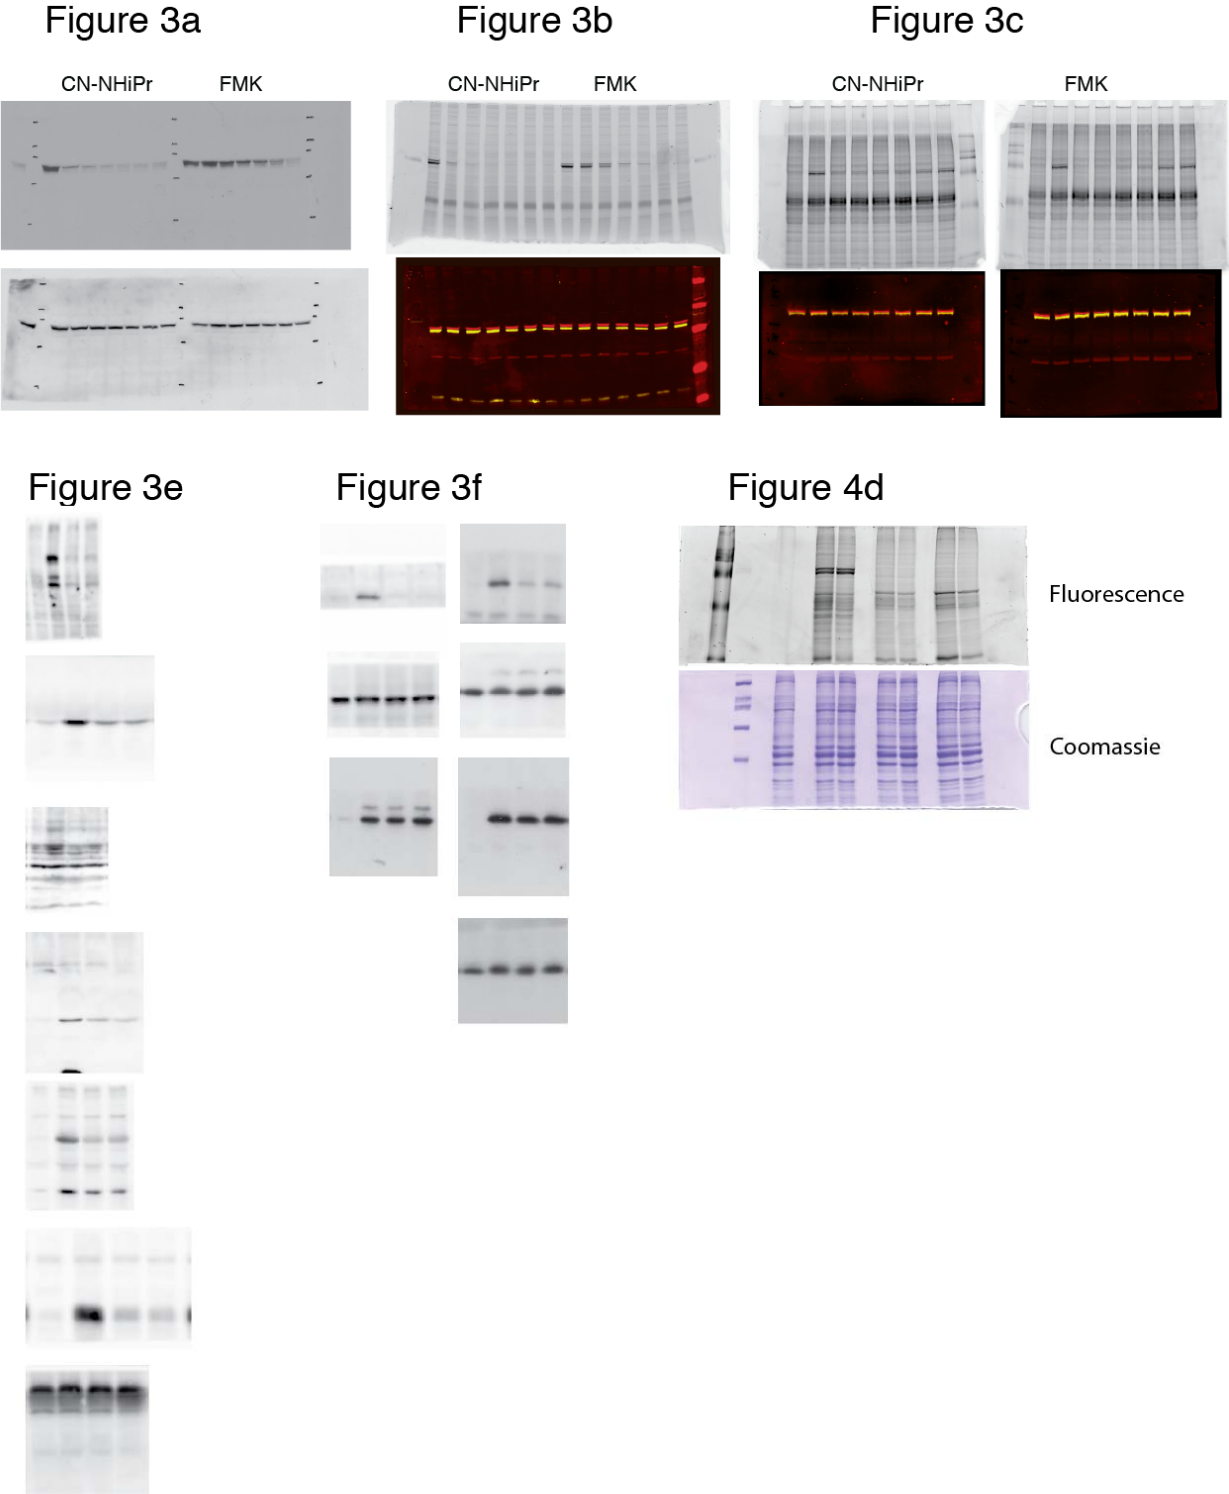 Figure 3a
Figure 3b
Figure 3c
CN-NHiPr
FMK
CN-NHiPr
FMK
CN-NHiPr
FMK
Figure 3e
Figure 3f
Figure 4d
Fluorescence
Coomassie